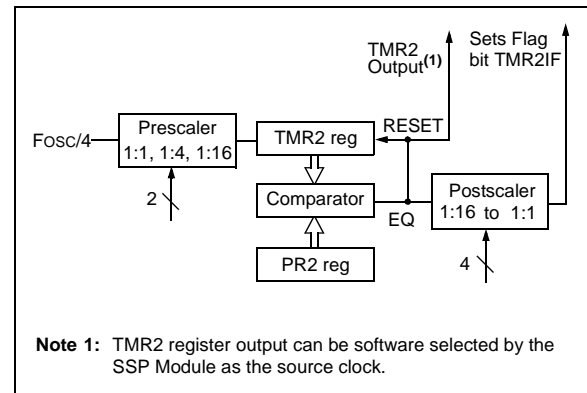 TMR2
Output(1)
Sets Flag
bit TMR2IF
FOSC/4
Prescaler
1:1, 1:4, 1:16
2
TMR2 reg
RESET
Comparator
EQ
Postscaler
1:16 to 1:1
4
PR2 reg
Note 1: TMR2 register output can be software selected by the
SSP Module as the source clock.